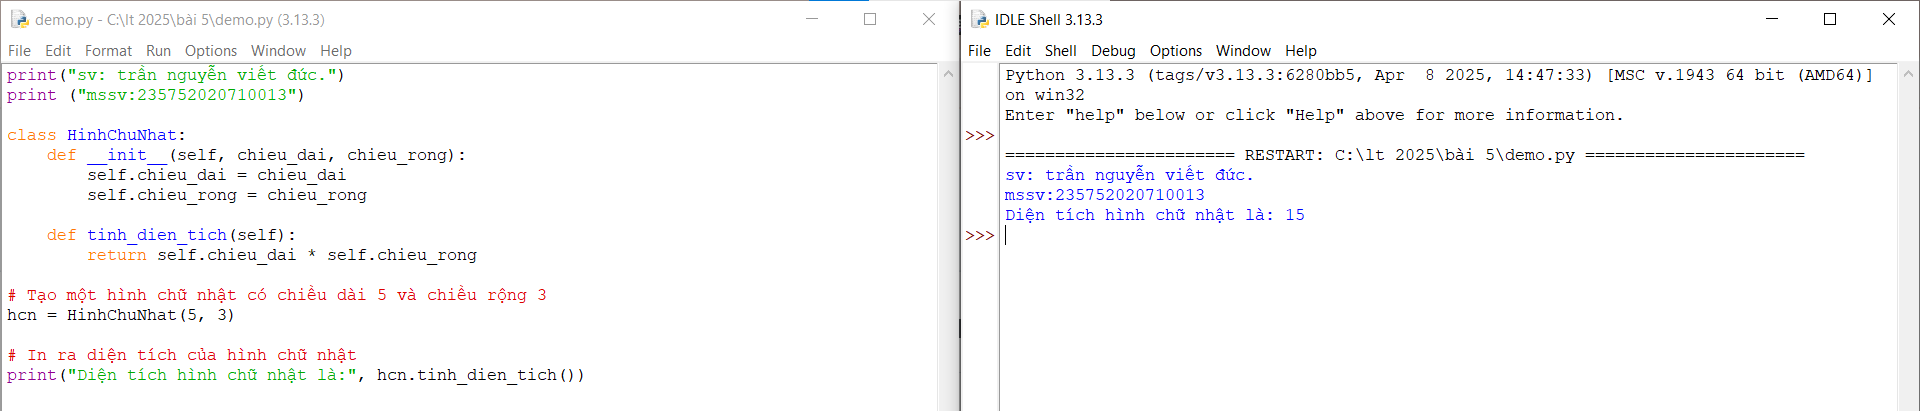 demo.py - C:\lt 2025\bài 5\demo.py (3.13.3)
File Edit Format Run Options Window Help
print("sv: trần nguyễn viết đức.")
print ("mssv:235752020710013")
class HinhChuNhat:
    def __init__(self, chieu_dai, chieu_rong):
        self.chieu_dai = chieu_dai
        self.chieu_rong = chieu_rong
    def tinh_dien_tich(self):
        return self.chieu_dai * self.chieu_rong
# Tạo một hình chữ nhật có chiều dài 5 và chiều rộng 3
hcn = HinhChuNhat(5, 3)
# In ra diện tích của hình chữ nhật
print("Diện tích hình chữ nhật là:", hcn.tinh_dien_tich())
IDLE Shell 3.13.3
File Edit Shell Debug Options Window Help
Python 3.13.3 (tags/v3.13.3:6280bb5, Apr  8 2025, 14:47:33) [MSC v.1943 64 bit (AMD64)]
on win32
Enter "help" below or click "Help" above for more information.
>>>
======================= RESTART: C:\lt 2025\bài 5\demo.py ======================
sv: trần nguyễn viết đức.
mssv:235752020710013
Diện tích hình chữ nhật là: 15
>>>